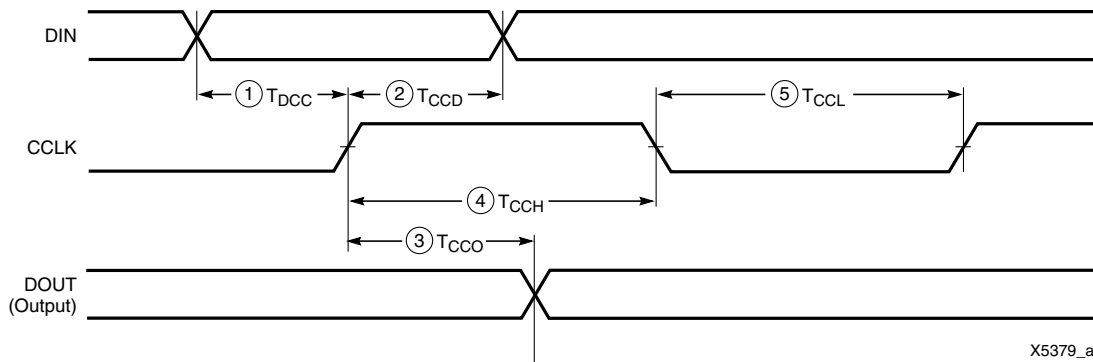 DIN
① TDCC
② TCCD
⑤ TCCL
CCLK
④ TCCH
③ TCCO
DOUT
(Output)
X5379_a